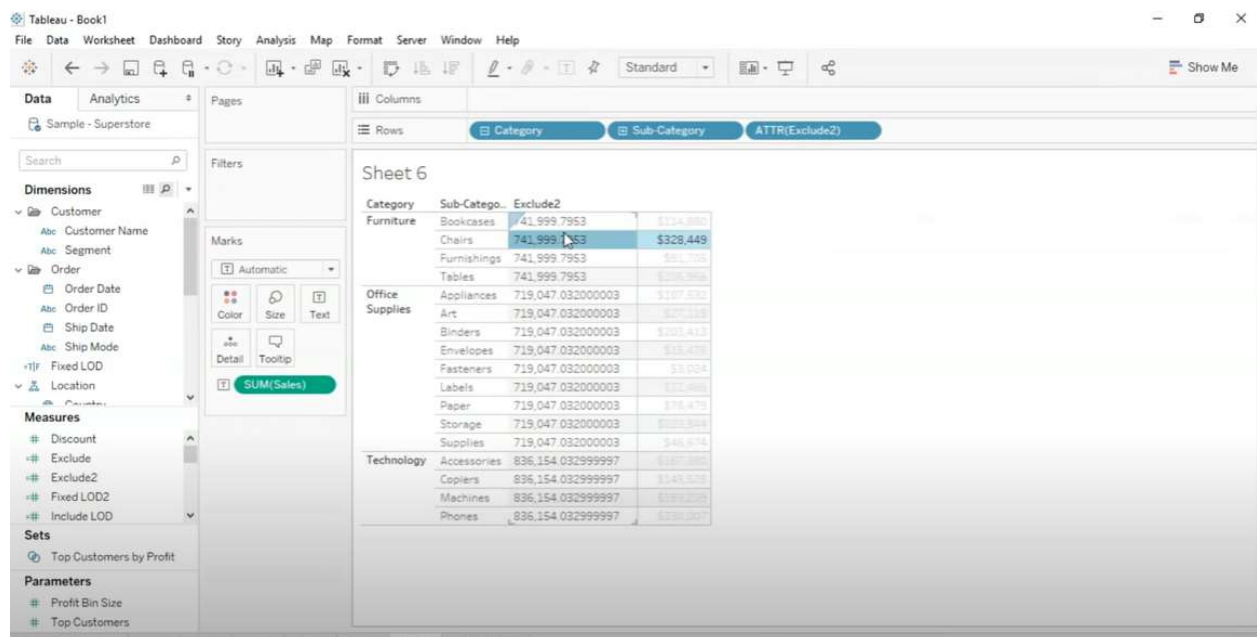 Tableau - Book1
File Data Worksheet Dashboard Story Analysis Map Format Server Window Help
Standard
Show Me
Data Analytics
Sample - Superstore
Search
Dimensions
Customer
Abc Customer Name
Abc Segment
Order
Order Date
Abc Order ID
Ship Date
Abc Ship Mode
Fixed LOD
Location
Country
Measures
# Discount
=# Exclude
=# Exclude2
=# Fixed LOD2
=# Include LOD
Sets
Top Customers by Profit
Parameters
# Profit Bin Size
# Top Customers
Pages
Filters
Marks
Automatic
Color Size Text
Detail Tooltip
SUM(Sales)
Columns
Rows Category Sub-Category ATTR(Exclude2)
Sheet 6
Category Sub-Catego.. Exclude2
Furniture Bookcases 741,999.7953
Chairs 741,999.7953 $328,449
Furnishings 741,999.7953
Tables 741,999.7953
Office Supplies Appliances 719,047.032000003
Art 719,047.032000003
Binders 719,047.032000003
Envelopes 719,047.032000003
Fasteners 719,047.032000003
Labels 719,047.032000003
Paper 719,047.032000003
Storage 719,047.032000003
Supplies 719,047.032000003
Technology Accessories 836,154.032999997
Copiers 836,154.032999997
Machines 836,154.032999997
Phones 836,154.032999997